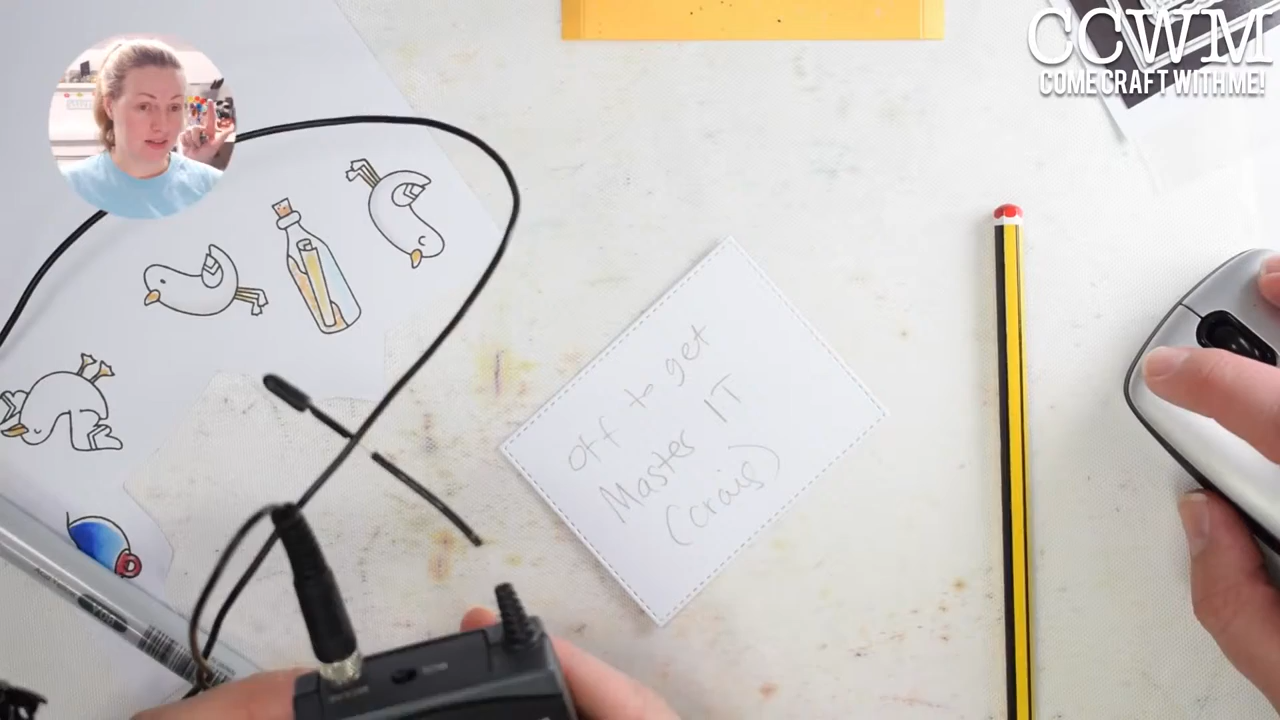 CCWM
COME CRAFT WITH ME!
Off to get
Master IT
(Craig)